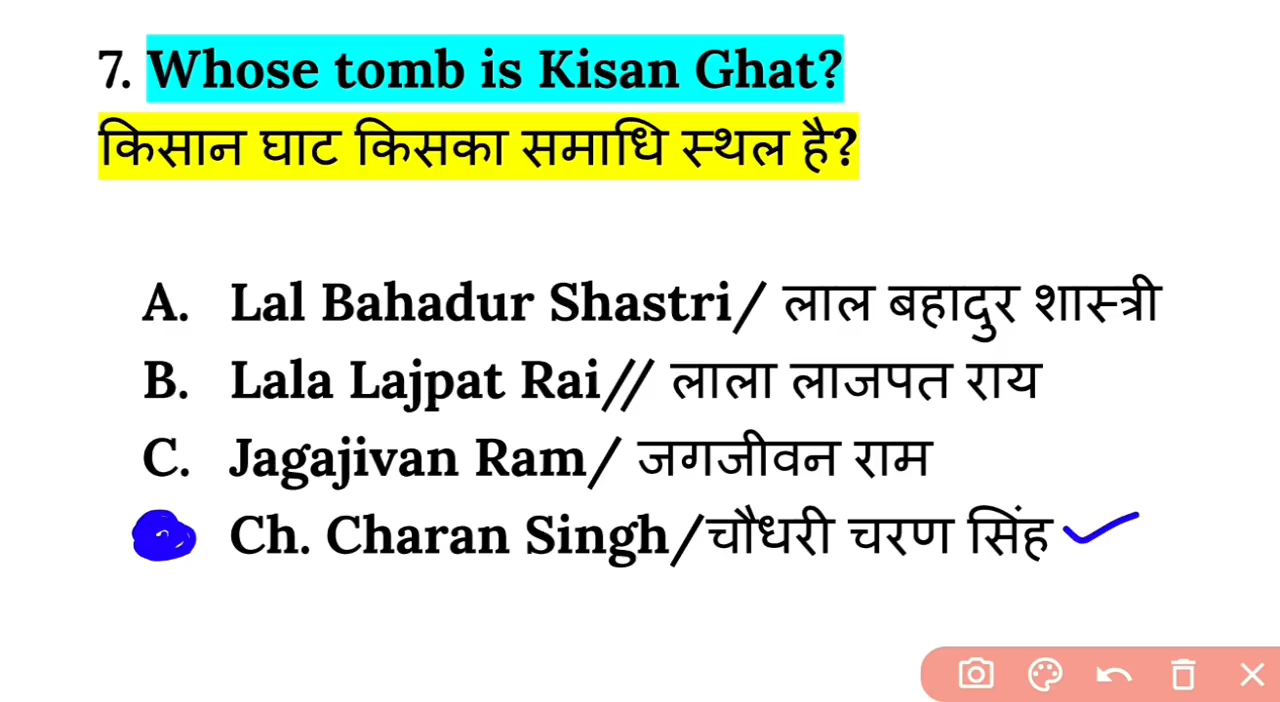 7. Whose tomb is Kisan Ghat?
किसान घाट किसका समाधि स्थल है?
A. Lal Bahadur Shastri/ लाल बहादुर शास्त्री
B. Lala Lajpat Rai// लाला लाजपत राय
C. Jagajivan Ram/ जगजीवन राम
Ch. Charan Singh/चौधरी चरण सिंह